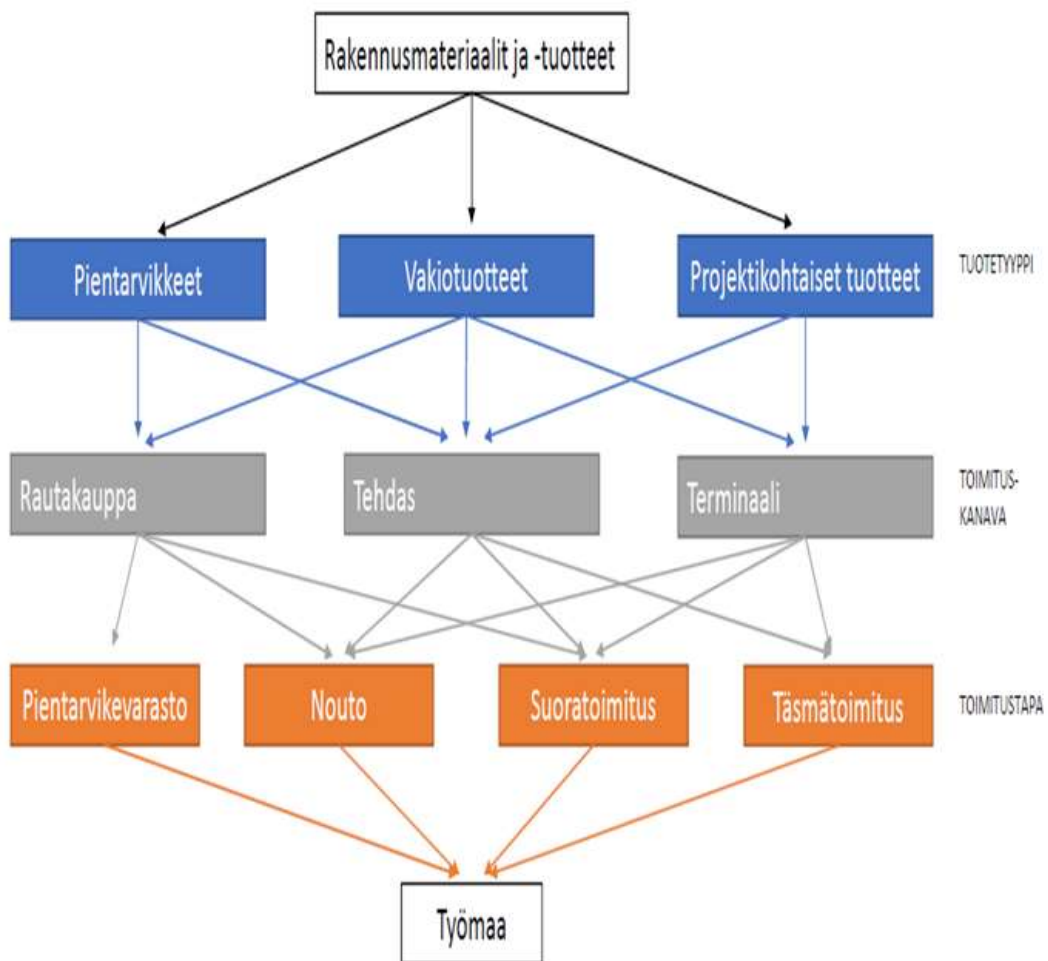 Rakennusmateriaalit ja -tuotteet
Pientarvikkeet
Vakiotuotteet
Projektikohtaiset tuotteet
TUOTETYYPPI
Rautakauppa
Tehdas
Terminaali
TOIMITUS-
KANAVA
Pientarvikevarasto
Nouto
Suoratoimitus
Täsmätoimitus
TOIMITUSTAPA
Työmaa